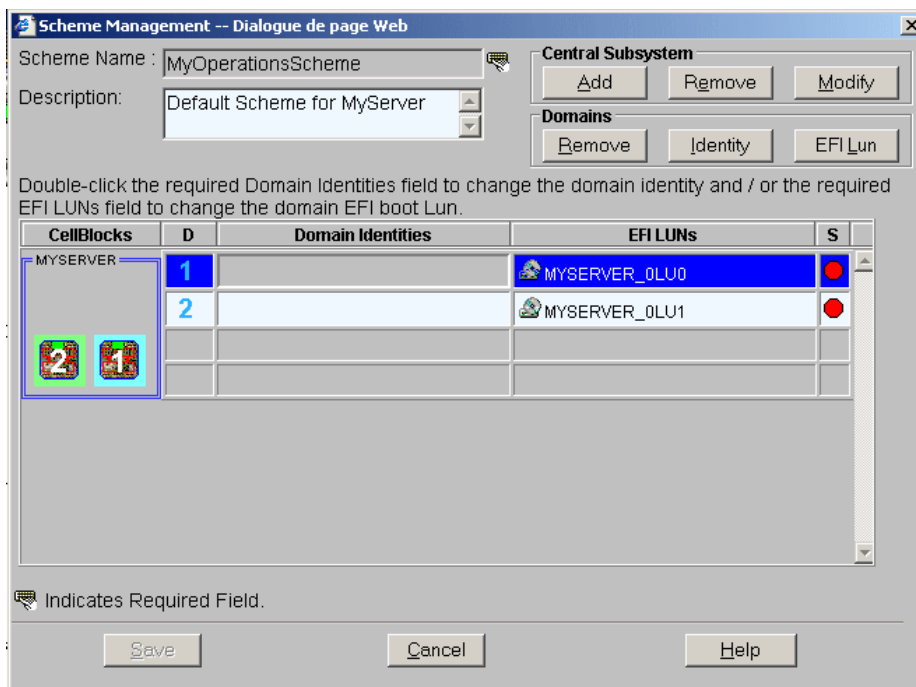 Scheme Management -- Dialogue de page Web
Scheme Name : MyOperationsScheme
Description: Default Scheme for MyServer
Central Subsystem
Add Remove Modify
Domains
Remove Identity EFI Lun
Double-click the required Domain Identities field to change the domain identity and / or the required
EFI LUNs field to change the domain EFI boot Lun.
CellBlocks D Domain Identities EFI LUNs S
MYSERVER
1 MYSERVER_0LU0
2 MYSERVER_0LU1
2 1
Indicates Required Field.
Save Cancel Help